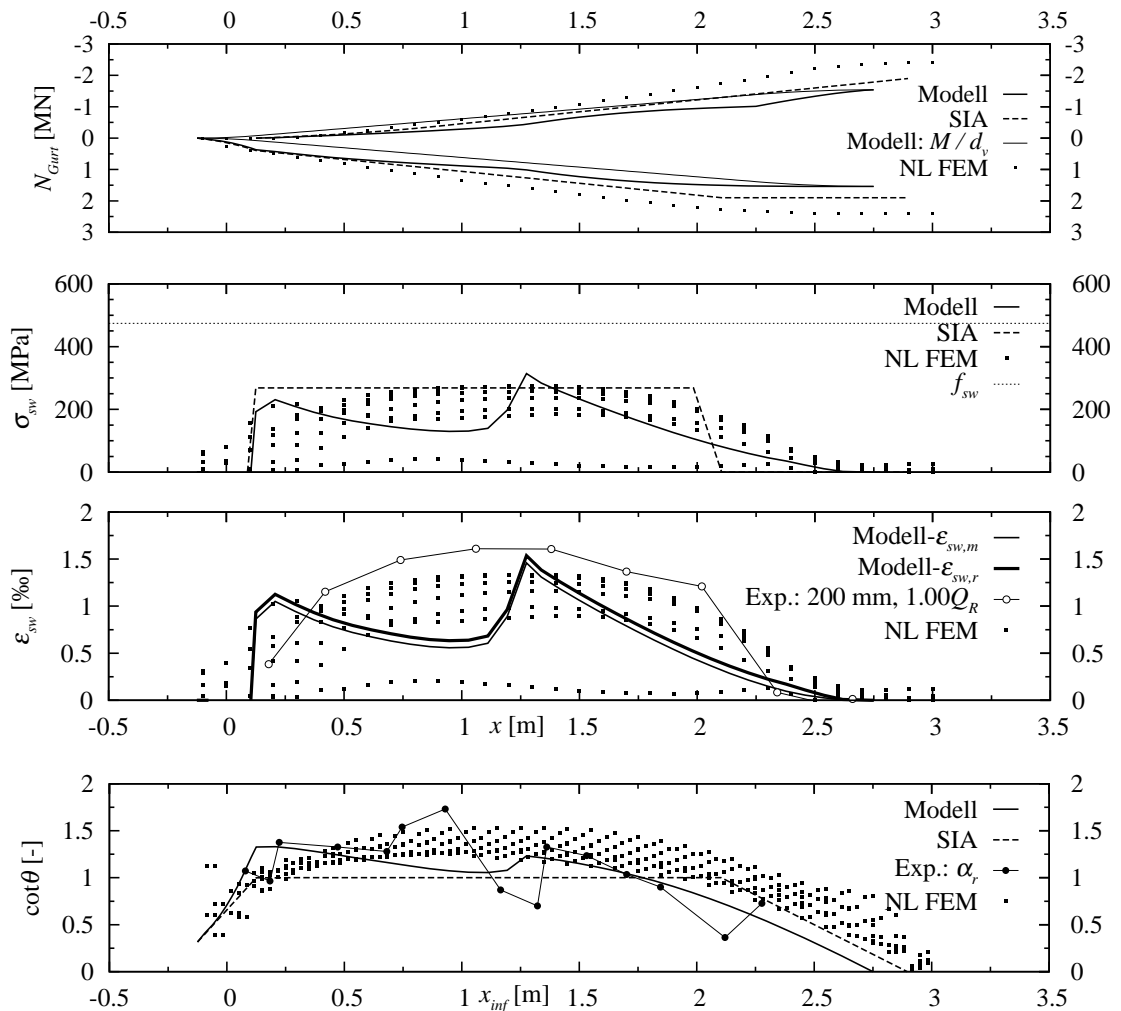 -0.5 0 0.5 1 1.5 2 2.5 3 3.5
-3 -3
-2 -2
-1 -1
0 0
1 1
2 2
3 3
N_Gurt [MN]
Modell
SIA
Modell: M / d_v
NL FEM
600 600
400 400
200 200
0 0
σ_sw [MPa]
Modell
SIA
NL FEM
f_sw
2 2
1.5 1.5
1 1
0.5 0.5
0 0
ε_sw [‰]
Modell-ε_sw,m
Modell-ε_sw,r
Exp.: 200 mm, 1.00Q_R
NL FEM
-0.5 0 0.5 1 x [m] 1.5 2 2.5 3 3.5
2 2
1.5 1.5
1 1
0.5 0.5
0 0
cotθ [-]
Modell
SIA
Exp.: α_r
NL FEM
-0.5 0 0.5 1 x_inf [m] 1.5 2 2.5 3 3.5